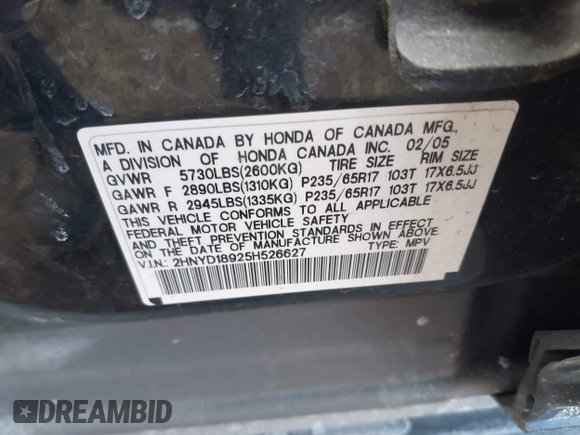 MFD. IN CANADA BY HONDA OF CANADA MFG.,
A DIVISION OF HONDA CANADA INC. 02/05
GVWR 5730LBS(2600KG) TIRE SIZE RIM SIZE
GAWR F 2890LBS(1310KG) P235/65R17 103T 17X6.5JJ
GAWR R 2945LBS(1335KG) P235/65R17 103T 17X6.5JJ
THIS VEHICLE CONFORMS TO ALL APPLICABLE
FEDERAL MOTOR VEHICLE SAFETY
AND THEFT PREVENTION STANDARDS IN EFFECT
ON THE DATE OF MANUFACTURE SHOWN ABOVE.
V.I.N.: 2HNYD18925H526627 TYPE: MPV
DREAMBID